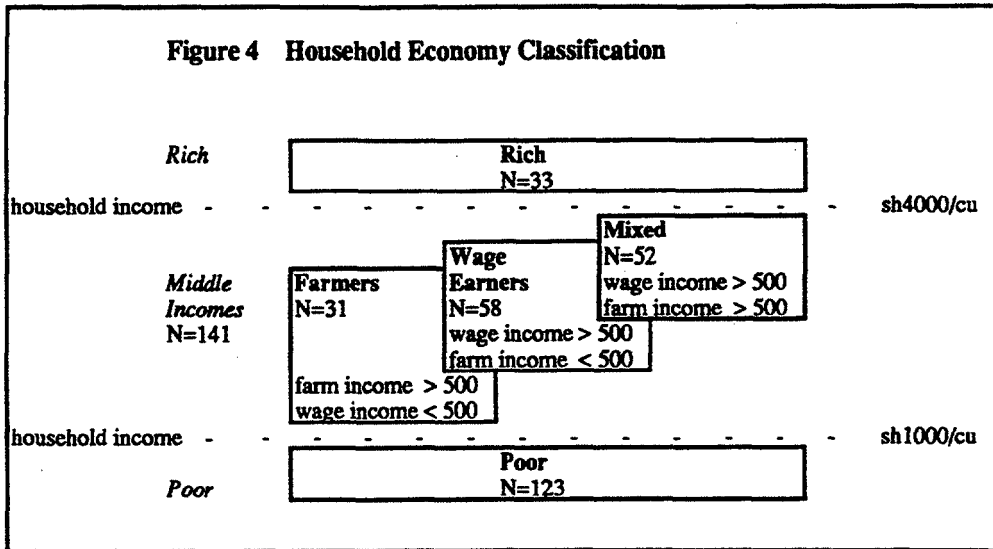 Figure 4 Household Economy Classification
Rich
Rich
N=33
household income - - - - - - - - - - - - sh4000/cu
Middle
Incomes
N=141
Farmers
N=31
farm income > 500
wage income < 500
Wage
Earners
N=58
wage income > 500
farm income < 500
Mixed
N=52
wage income > 500
farm income > 500
household income - - - - - - - - - - - - sh1000/cu
Poor
Poor
N=123